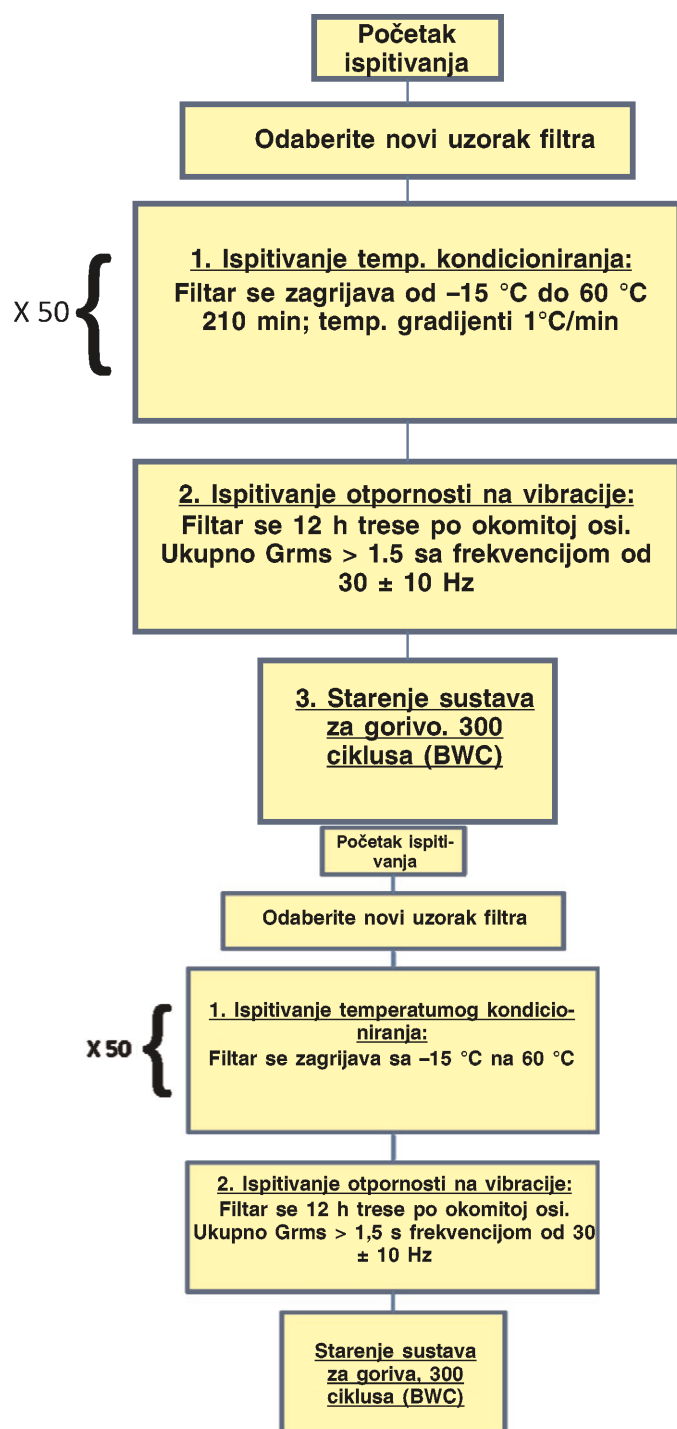 Početak
ispitivanja
Odaberite novi uzorak filtra
X 50
1. Ispitivanje temp. kondicioniranja:
Filtar se zagrijava od –15 °C do 60 °C
210 min; temp. gradijenti 1°C/min
2. Ispitivanje otpornosti na vibracije:
Filtar se 12 h trese po okomitoj osi.
Ukupno Grms > 1.5 sa frekvencijom od
30 ± 10 Hz
3. Starenje sustava
za gorivo. 300
ciklusa (BWC)
Početak ispiti-
vanja
Odaberite novi uzorak filtra
X 50
1. Ispitivanje temperatumog kondicio-
niranja:
Filtar se zagrijava sa –15 °C na 60 °C
2. Ispitivanje otpornosti na vibracije:
Filtar se 12 h trese po okomitoj osi.
Ukupno Grms > 1,5 s frekvencijom od 30
± 10 Hz
Starenje sustava
za goriva, 300
ciklusa (BWC)